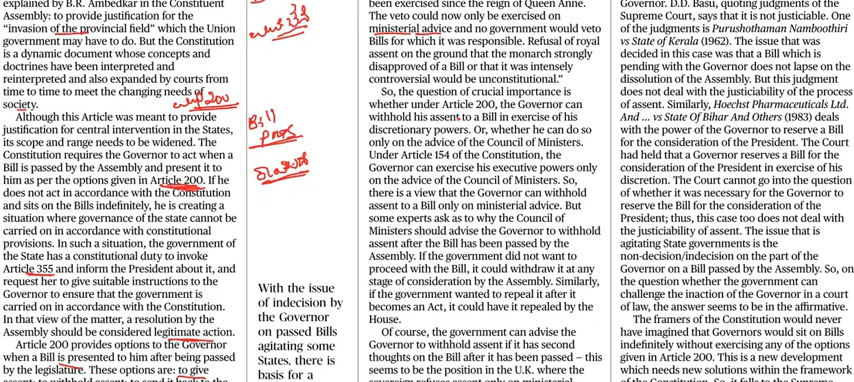 explained by B.R. Ambedkar in the Constituent
Assembly: to provide justification for the
“invasion of the provincial field” which the Union
government may have to do. But the Constitution
is a dynamic document whose concepts and
doctrines have been interpreted and
reinterpreted and also expanded by courts from
time to time to meet the changing needs of
society.
Although this Article was meant to provide
justification for central intervention in the States,
its scope and range needs to be widened. The
Constitution requires the Governor to act when a
Bill is passed by the Assembly and present it to
him as per the options given in Article 200. If he
does not act in accordance with the Constitution
and sits on the Bills indefinitely, he is creating a
situation where governance of the state cannot be
carried on in accordance with constitutional
provisions. In such a situation, the government of
the State has a constitutional duty to invoke
Article 355 and inform the President about it, and
request her to give suitable instructions to the
Governor to ensure that the government is
carried on in accordance with the Constitution.
In that view of the matter, a resolution by the
Assembly should be considered legitimate action.
Article 200 provides options to the Governor
when a Bill is presented to him after being passed
by the legislature. These options are: to give
assent; to withhold assent; to send it back to the
200
Bill
With the issue
of indecision by
the Governor
on passed Bills
agitating some
States, there is
basis for a
been exercised since the reign of Queen Anne.
The veto could now only be exercised on
ministerial advice and no government would veto
Bills for which it was responsible. Refusal of royal
assent on the ground that the monarch strongly
disapproved of a Bill or that it was intensely
controversial would be unconstitutional.”
So, the question of crucial importance is
whether under Article 200, the Governor can
withhold his assent to a Bill in exercise of his
discretionary powers. Or, whether he can do so
only on the advice of the Council of Ministers.
Under Article 154 of the Constitution, the
Governor can exercise his executive powers only
on the advice of the Council of Ministers. So,
there is a view that the Governor can withhold
assent to a Bill only on ministerial advice. But
some experts ask as to why the Council of
Ministers should advise the Governor to withhold
assent after the Bill has been passed by the
Assembly. If the government did not want to
proceed with the Bill, it could withdraw it at any
stage of consideration by the Assembly. Similarly,
if the government wanted to repeal it after it
becomes an Act, it could have it repealed by the
House.
Of course, the government can advise the
Governor to withhold assent if it has second
thoughts on the Bill after it has been passed — this
seems to be the position in the U.K. where the
sovereign refuses assent only on ministerial
Governor. D.D. Basu, quoting judgments of the
Supreme Court, says that it is not justiciable. One
of the judgments is Purushothaman Namboothiri
vs State of Kerala (1962). The issue that was
decided in this case was that a Bill which is
pending with the Governor does not lapse on the
dissolution of the Assembly. But this judgment
does not deal with the justiciability of the process
of assent. Similarly, Hoechst Pharmaceuticals Ltd.
And ... vs State Of Bihar And Others (1983) deals
with the power of the Governor to reserve a Bill
for the consideration of the President. The Court
had held that a Governor reserves a Bill for the
consideration of the President in exercise of his
discretion. The Court cannot go into the question
of whether it was necessary for the Governor to
reserve the Bill for the consideration of the
President; thus, this case too does not deal with
the justiciability of assent. The issue that is
agitating State governments is the
non-decision/indecision on the part of the
Governor on a Bill passed by the Assembly. So, on
the question whether the government can
challenge the inaction of the Governor in a court
of law, the answer seems to be in the affirmative.
The framers of the Constitution would never
have imagined that Governors would sit on Bills
indefinitely without exercising any of the options
given in Article 200. This is a new development
which needs new solutions within the framework
of the Constitution. So, it falls to the Supreme